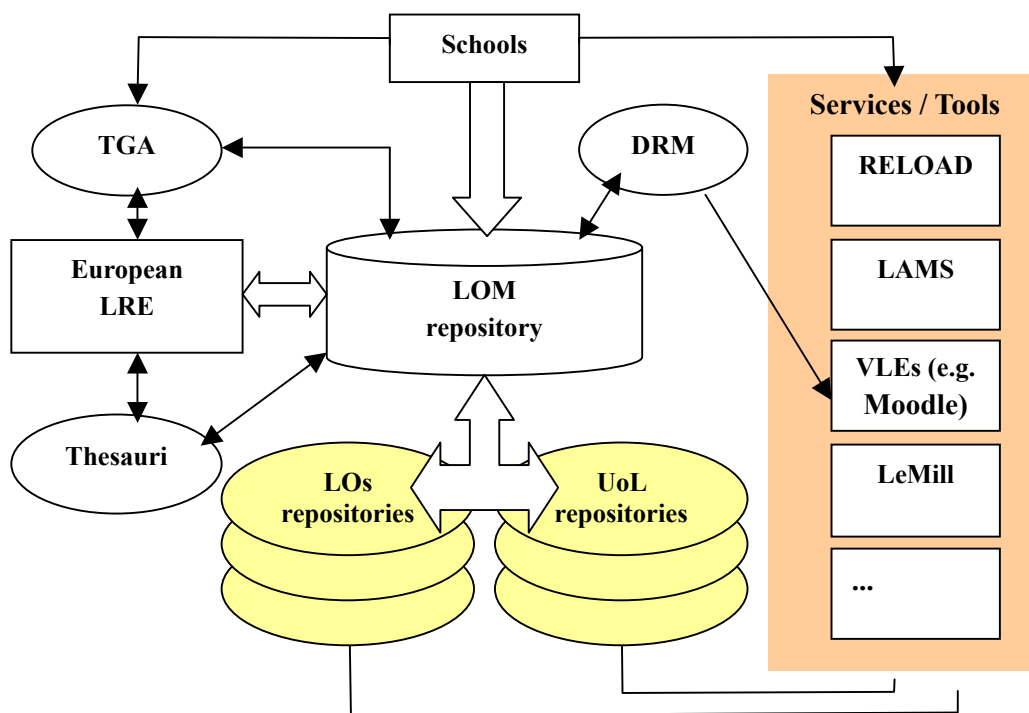 Schools
Services / Tools
TGA
DRM
RELOAD
European
LRE
LOM
repository
LAMS
VLEs (e.g.
Moodle)
Thesauri
LOs
repositories
UoL
repositories
LeMill
...